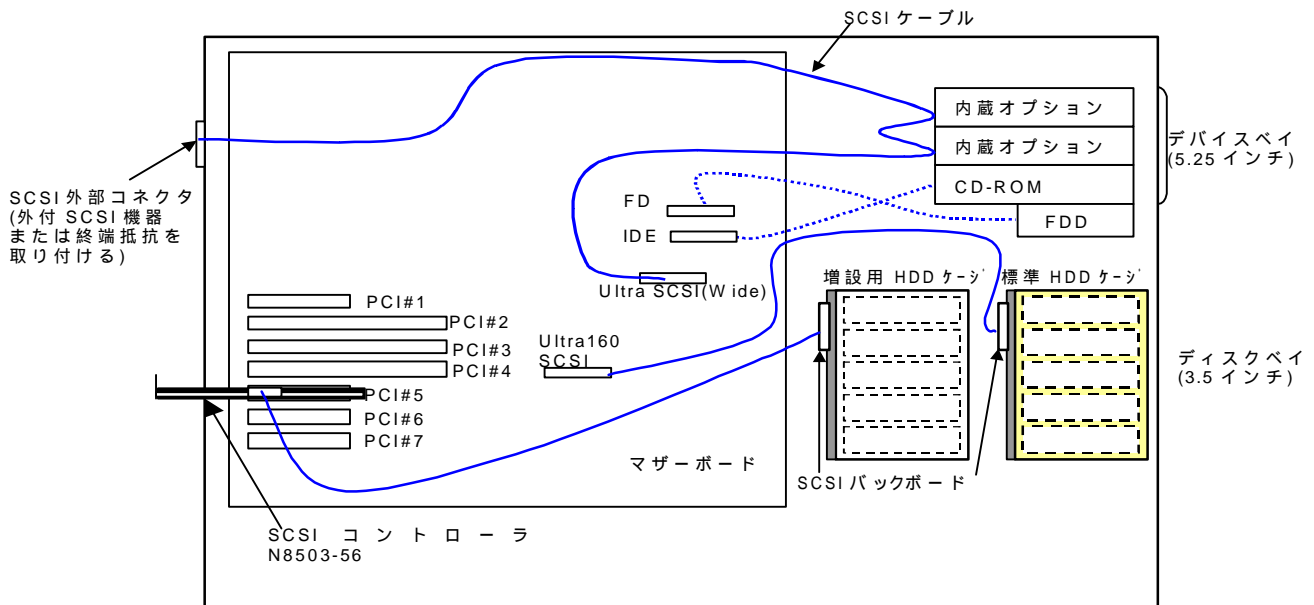 SCSI ケーブル
内蔵オプション
内蔵オプション
CD-ROM
FDD
デバイスベイ
(5.25 インチ)
SCSI 外部コネクタ
(外付 SCSI 機器
または終端抵抗を
取り付ける)
FD
IDE
Ultra SCSI(Wide)
増設用 HDD ケージ
標準 HDD ケージ
PCI#1
PCI#2
PCI#3
PCI#4
PCI#5
PCI#6
PCI#7
Ultra160
SCSI
ディスクベイ
(3.5 インチ)
マザーボード
SCSI バックボード
SCSI コントローラ
N8503-56